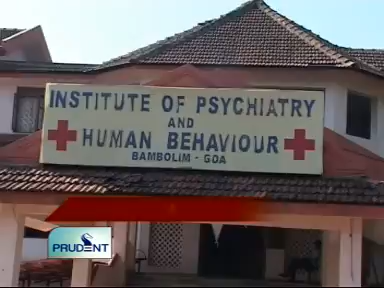 INSTITUTE OF PSYCHIATRY
AND
HUMAN BEHAVIOUR
BAMBOLIM - GOA
PRUDENT